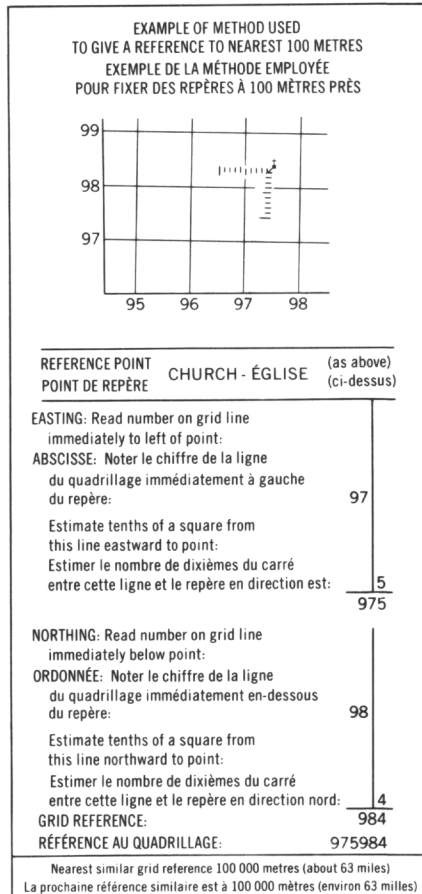 EXAMPLE OF METHOD USED
TO GIVE A REFERENCE TO NEAREST 100 METRES
EXEMPLE DE LA MÉTHODE EMPLOYÉE
POUR FIXER DES REPÈRES À 100 MÈTRES PRÈS
99
98
97
95 96 97 98
REFERENCE POINT
POINT DE REPÈRE
CHURCH - ÉGLISE
(as above)
(ci-dessus)
EASTING: Read number on grid line
immediately to left of point:
ABSCISSE: Noter le chiffre de la ligne
du quadrillage immédiatement à gauche
du repère: 97
Estimate tenths of a square from
this line eastward to point:
Estimer le nombre de dixièmes du carré
entre cette ligne et le repère en direction est: 5
975
NORTHING: Read number on grid line
immediately below point:
ORDONNÉE: Noter le chiffre de la ligne
du quadrillage immédiatement en-dessous
du repère: 98
Estimate tenths of a square from
this line northward to point:
Estimer le nombre de dixièmes du carré
entre cette ligne et le repère en direction nord: 4
GRID REFERENCE: 984
RÉFÉRENCE AU QUADRILLAGE: 975984
Nearest similar grid reference 100 000 metres (about 63 miles)
La prochaine référence similaire est à 100 000 mètres (environ 63 milles)